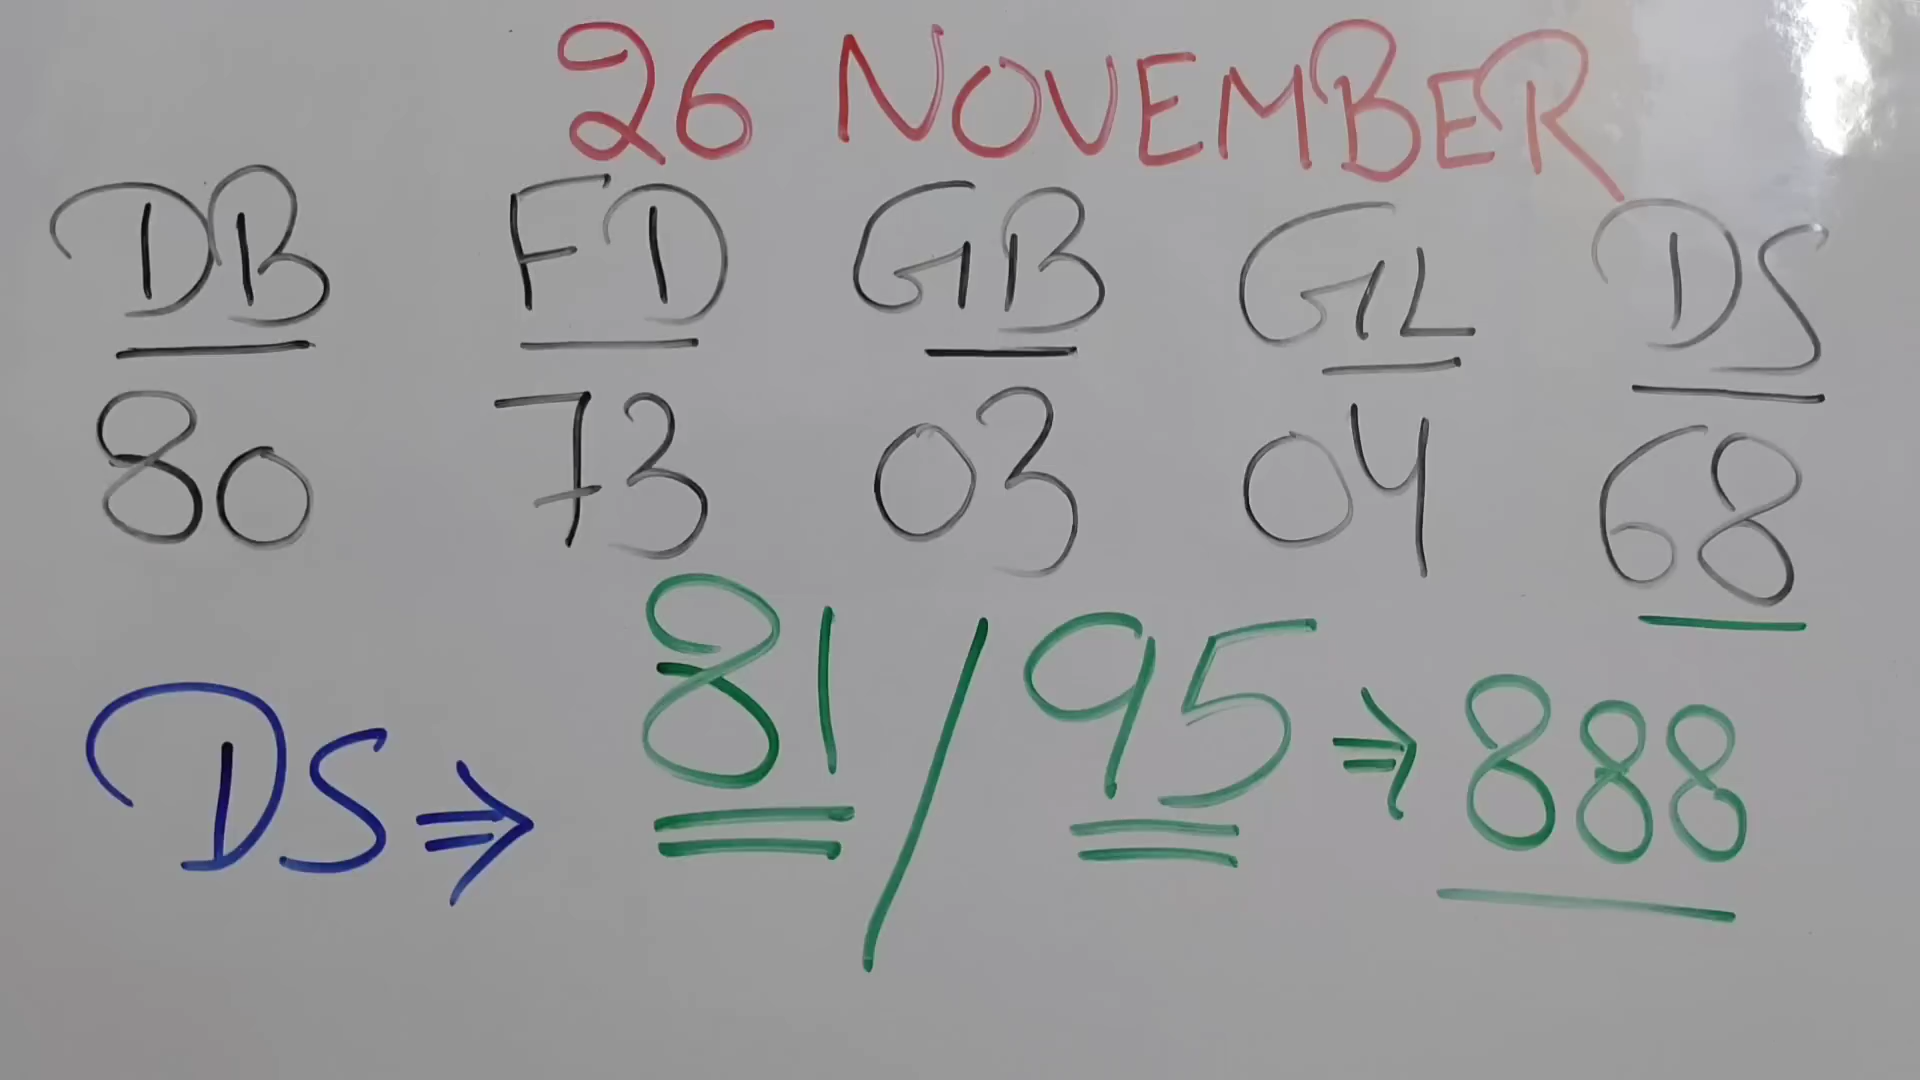 26 NOVEMBER
DB FD GB GL DS
80 73 03 04 68
DS ⇒ 81 / 95 ⇒ 888